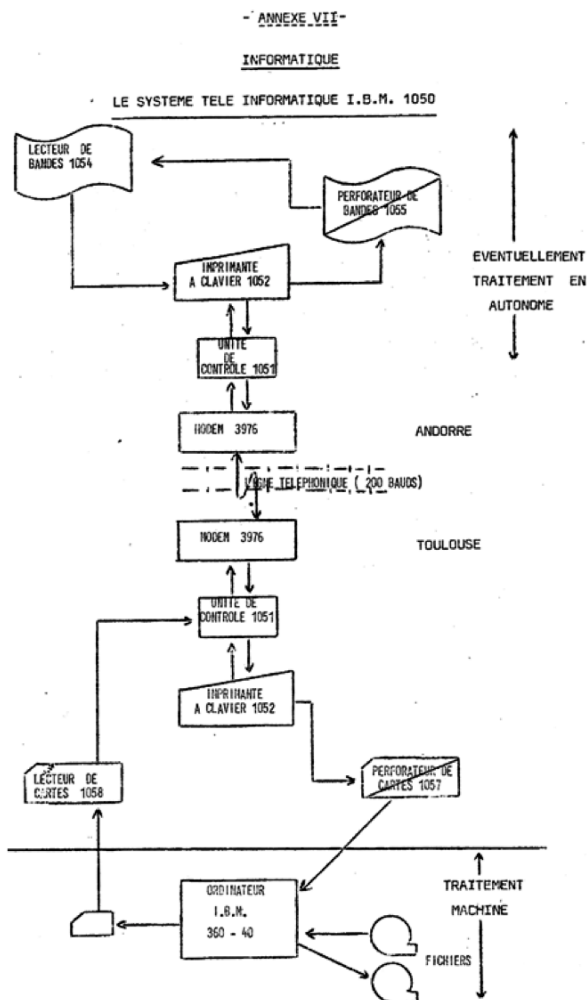 - ANNEXE VII-
INFORMATIQUE
LE SYSTEME TELE INFORMATIQUE I.B.M. 1050
LECTEUR DE
BANDES 1054
PERFORATEUR DE
BANDES 1055
IMPRIMANTE
A CLAVIER 1052
EVENTUELLEMENT
TRAITEMENT EN
AUTONOME
UNITE
DE
CONTROLE 1051
MODEM 3976
ANDORRE
LIGNE TELEPHONIQUE ( 200 BAUDS)
MODEM 3976
TOULOUSE
UNITE DE
CONTROLE 1051
IMPRIMANTE
A CLAVIER 1052
LECTEUR DE
CARTES 1058
PERFORATEUR DE
CARTES 1057
ORDINATEUR
I.B.M.
360 - 40
TRAITEMENT
MACHINE
FICHIERS